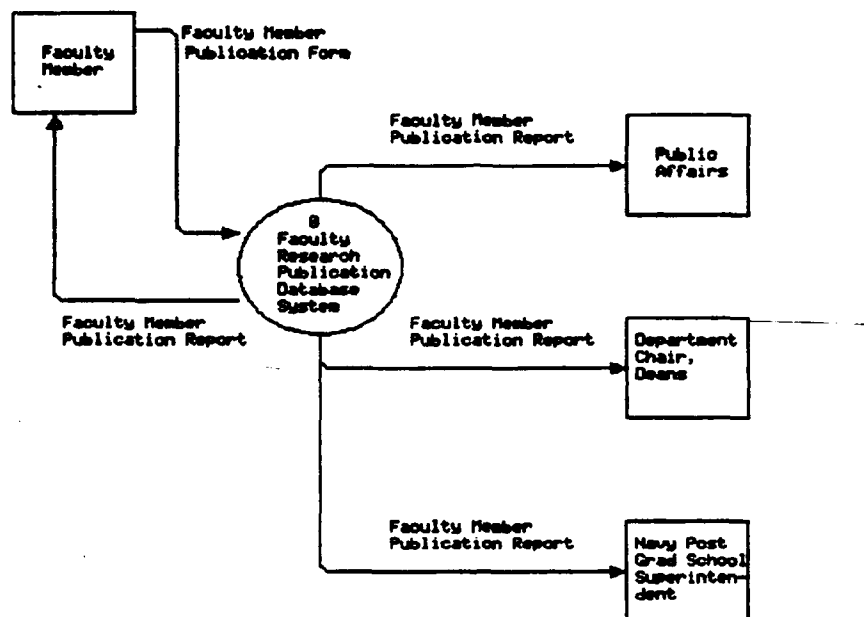 Faculty
Member
Faculty Member
Publication Form
Faculty Member
Publication Report
Public
Affairs
0
Faculty
Research
Publication
Database
System
Faculty Member
Publication Report
Faculty Member
Publication Report
Department
Chair,
Deans
Faculty Member
Publication Report
Navy Post
Grad School
Superinten-
dent